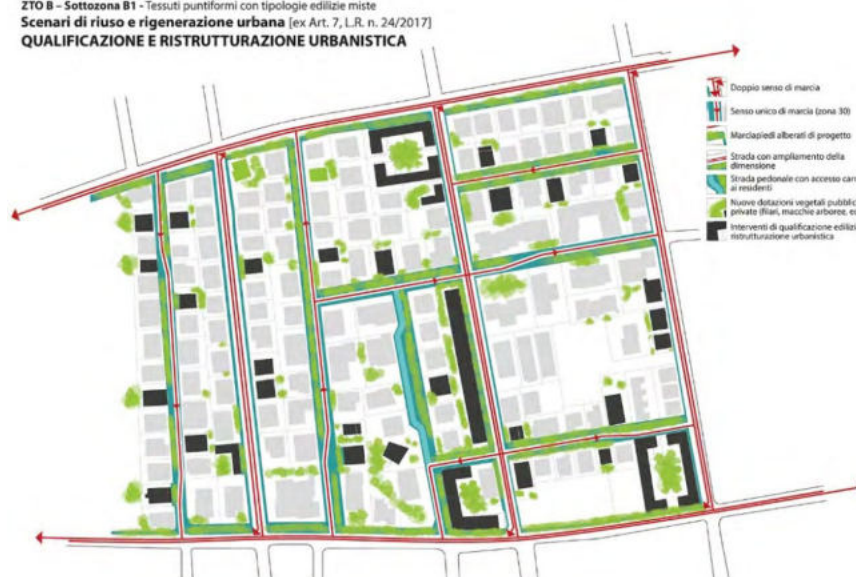 ZTO B – Sottozona B1 - Tessuti puntiformi con tipologie edilizie miste
Scenari di riuso e rigenerazione urbana [ex Art. 7, L.R. n. 24/2017]
QUALIFICAZIONE E RISTRUTTURAZIONE URBANISTICA
Doppio senso di marcia
Senso unico di marcia (zona 30)
Marciapiedi alberati di progetto
Strada con ampliamento della
dimensione
Strada pedonale con accesso carr
ai residenti
Nuove dotazioni vegetali pubblic
private (filari, macchie arboree, es
Interventi di qualificazione edilizi
ristrutturazione urbanistica